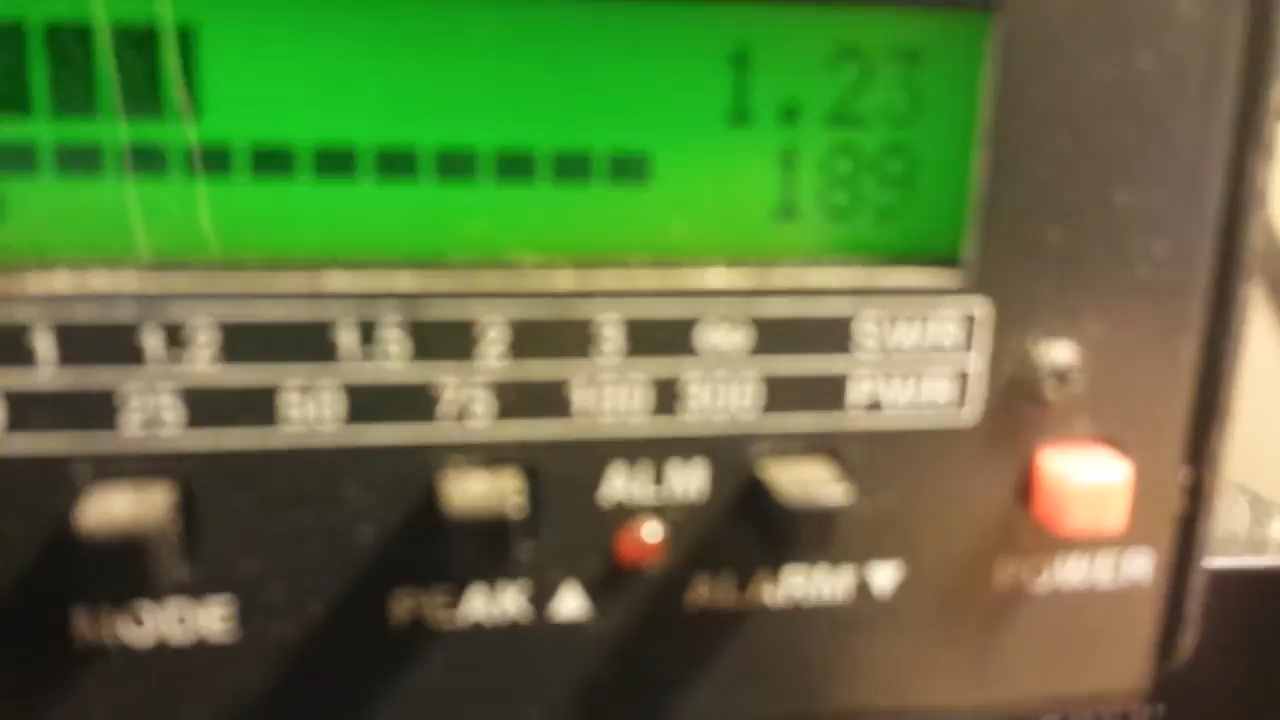 1.23
189
1 1.2 1.5 2 3 ∞ SWR
25 50 75 100 300 PWR
ALM
MODE PEAK ▲ ALARM ▼ POWER